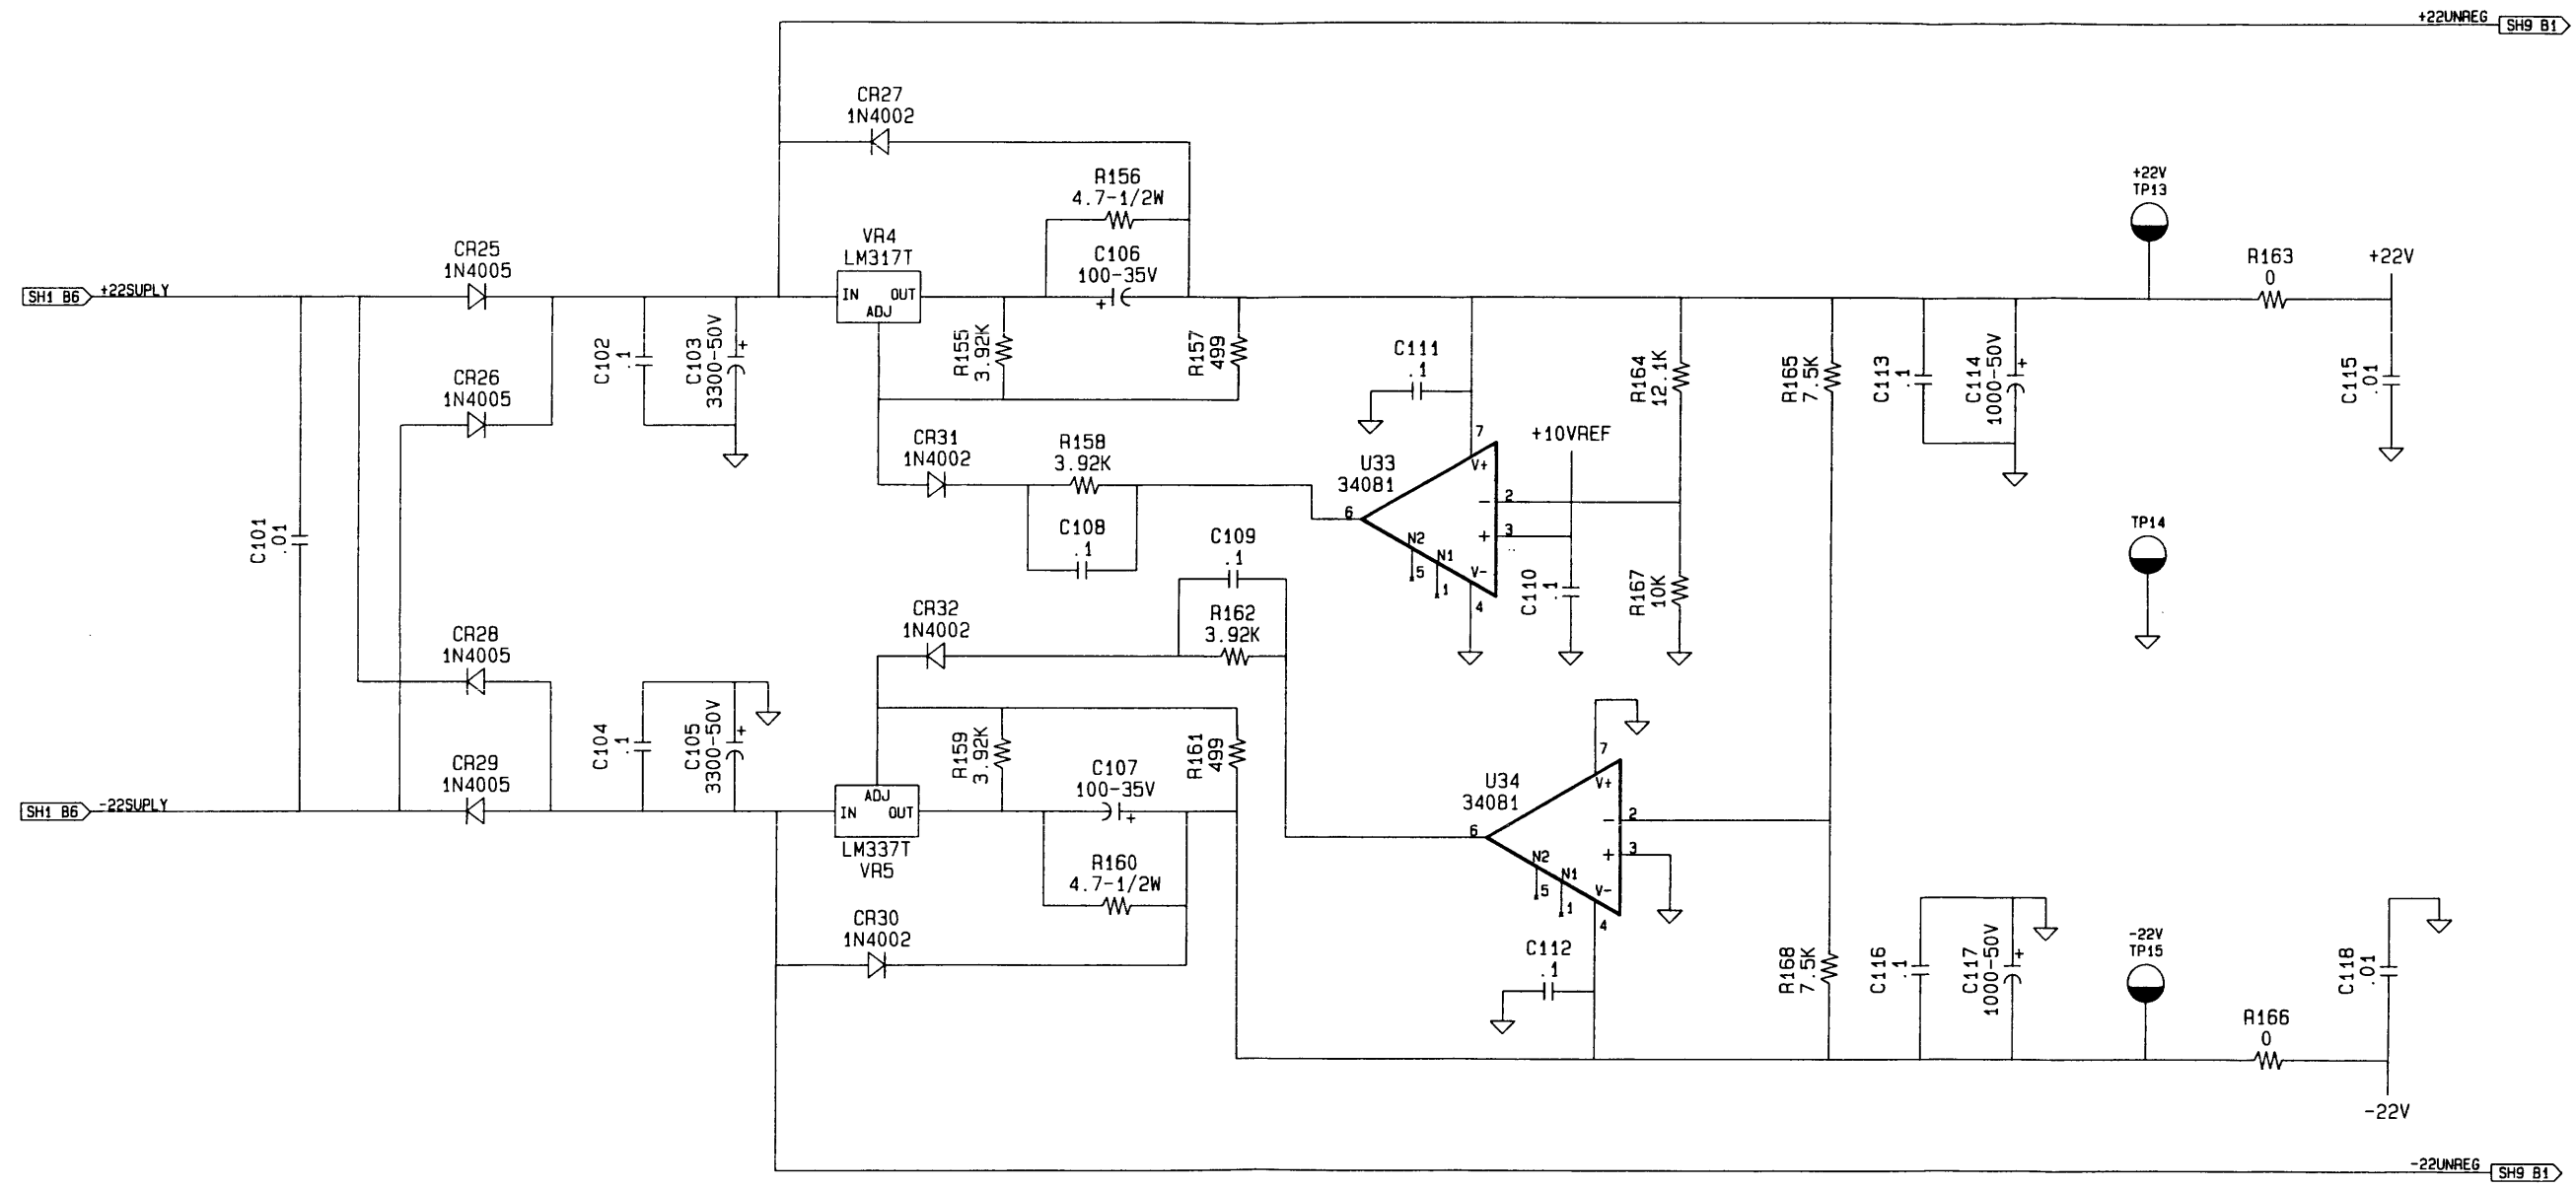 +22UNREG
SH9 B1
CR27
1N4002
R156
4.7-1/2W
+22V
TP13
VR4
LM317T
CR25
1N4005
C106
100-35V
+
R163
0
+22V
SH1 B6
+22SUPLY
IN OUT
ADJ
C102
.1
C103
3300-50V
+
R155
3.92K
R157
499
C111
.1
R164
12.1K
R165
7.5K
C113
.1
C114
1000-50V
+
C115
.01
CR26
1N4005
CR31
1N4002
R158
3.92K
7
+10VREF
U33
34081
V+
- 2
6
+ 3
N2
N1
V-
5
1
4
C101
.01
C108
.1
C109
.1
TP14
C110
.1
R167
10K
CR32
1N4002
R162
3.92K
CR28
1N4005
C104
.1
C105
3300-50V
+
R159
3.92K
R161
499
7
CR29
1N4005
C107
100-35V
+
U34
34081
V+
- 2
6
+ 3
N2
N1
V-
5
1
4
SH1 B6
-22SUPLY
ADJ
IN OUT
LM337T
VR5
R160
4.7-1/2W
CR30
1N4002
C112
.1
R168
7.5K
C116
.1
C117
1000-50V
+
-22V
TP15
C118
.01
R166
0
-22V
-22UNREG
SH9 B1